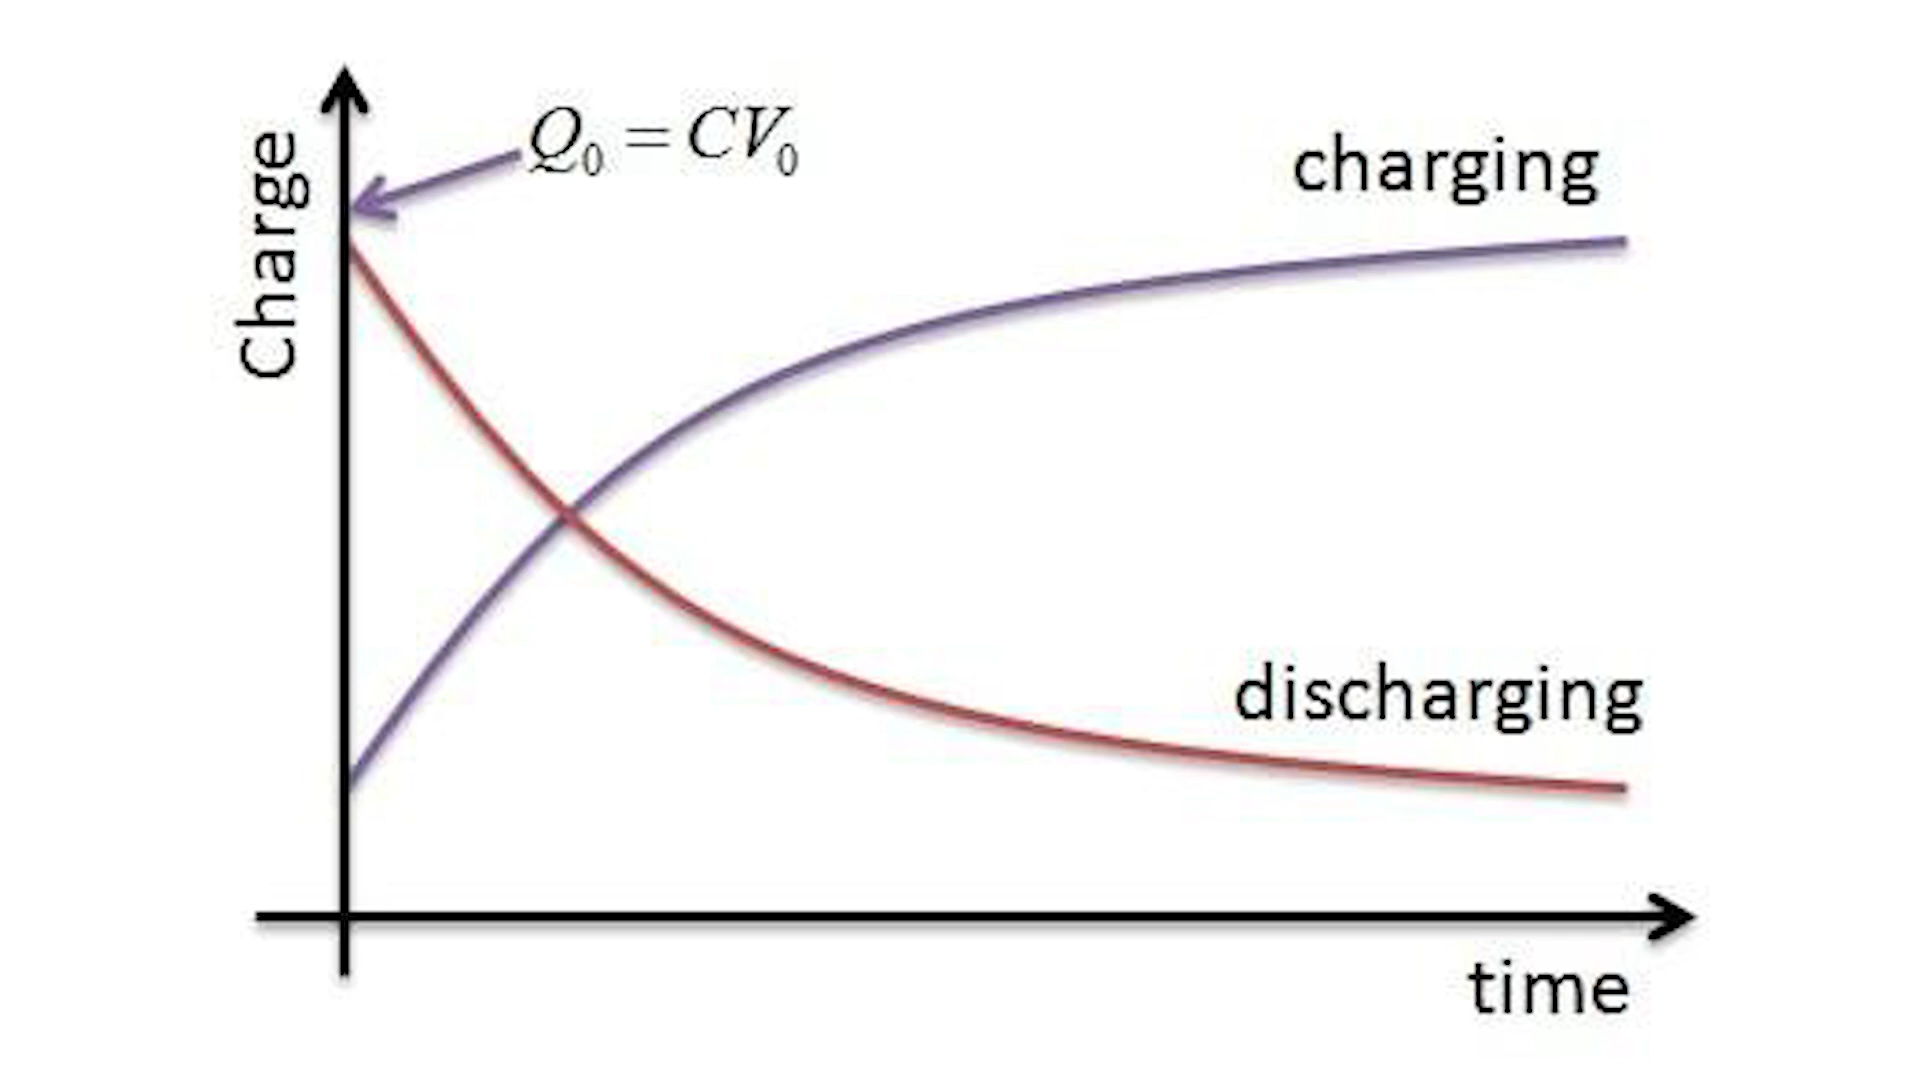 Q₀ = CV₀
charging
Charge
discharging
time